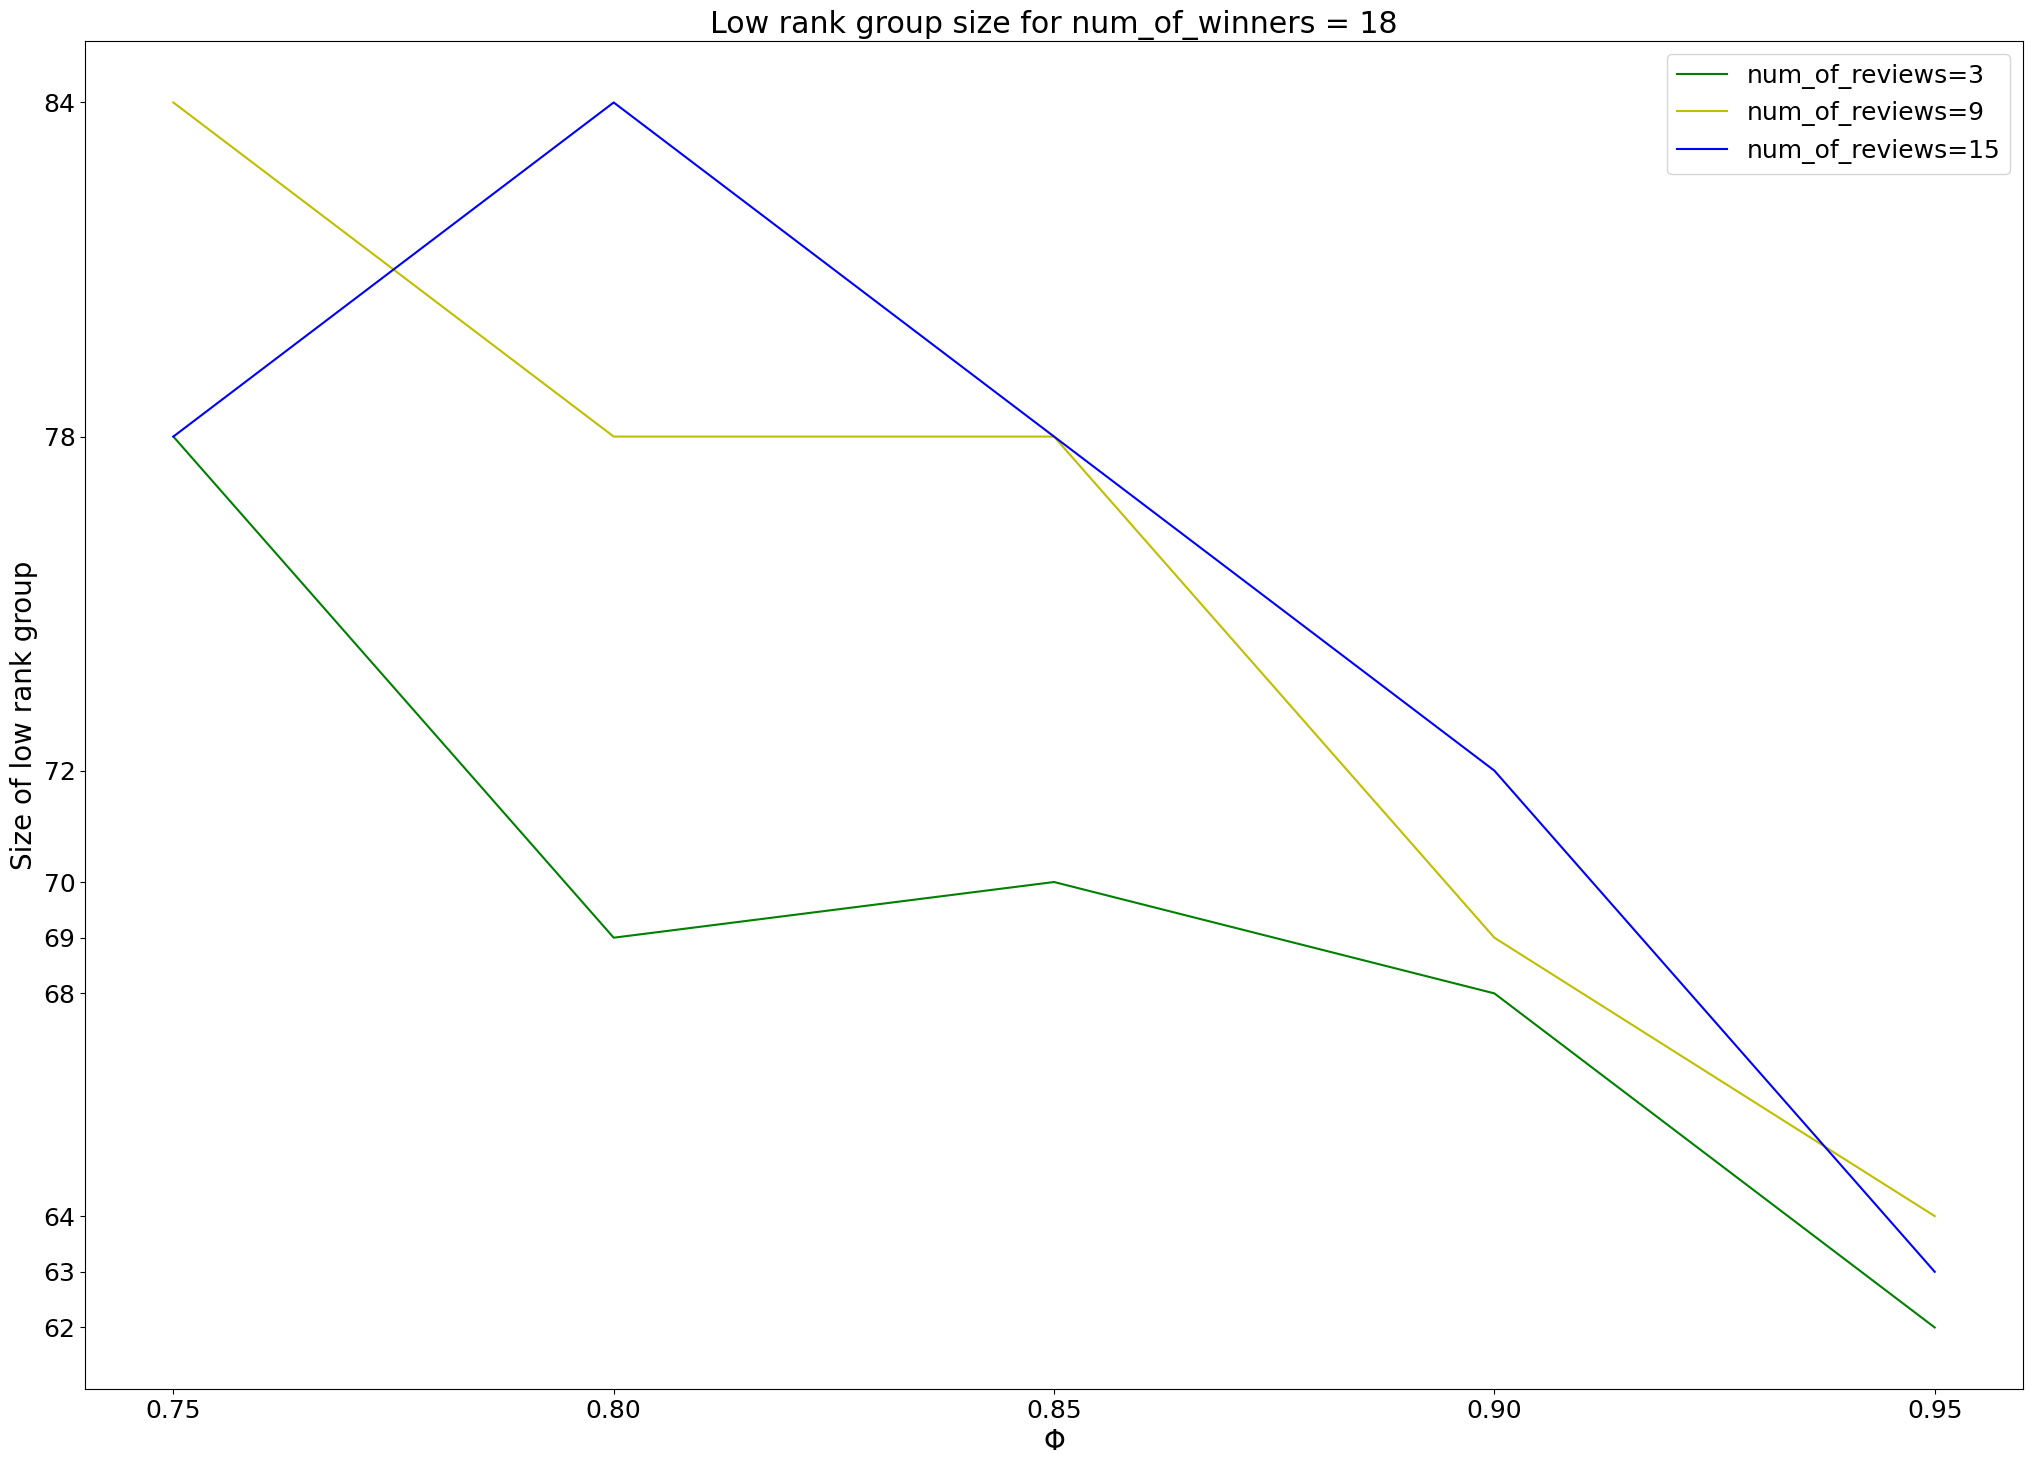 Low rank group size for num_of_winners = 18
num_of_reviews=3
num_of_reviews=9
num_of_reviews=15
Size of low rank group
84
78
72
70
69
68
64
63
62
0.75 0.80 0.85 0.90 0.95
Φ